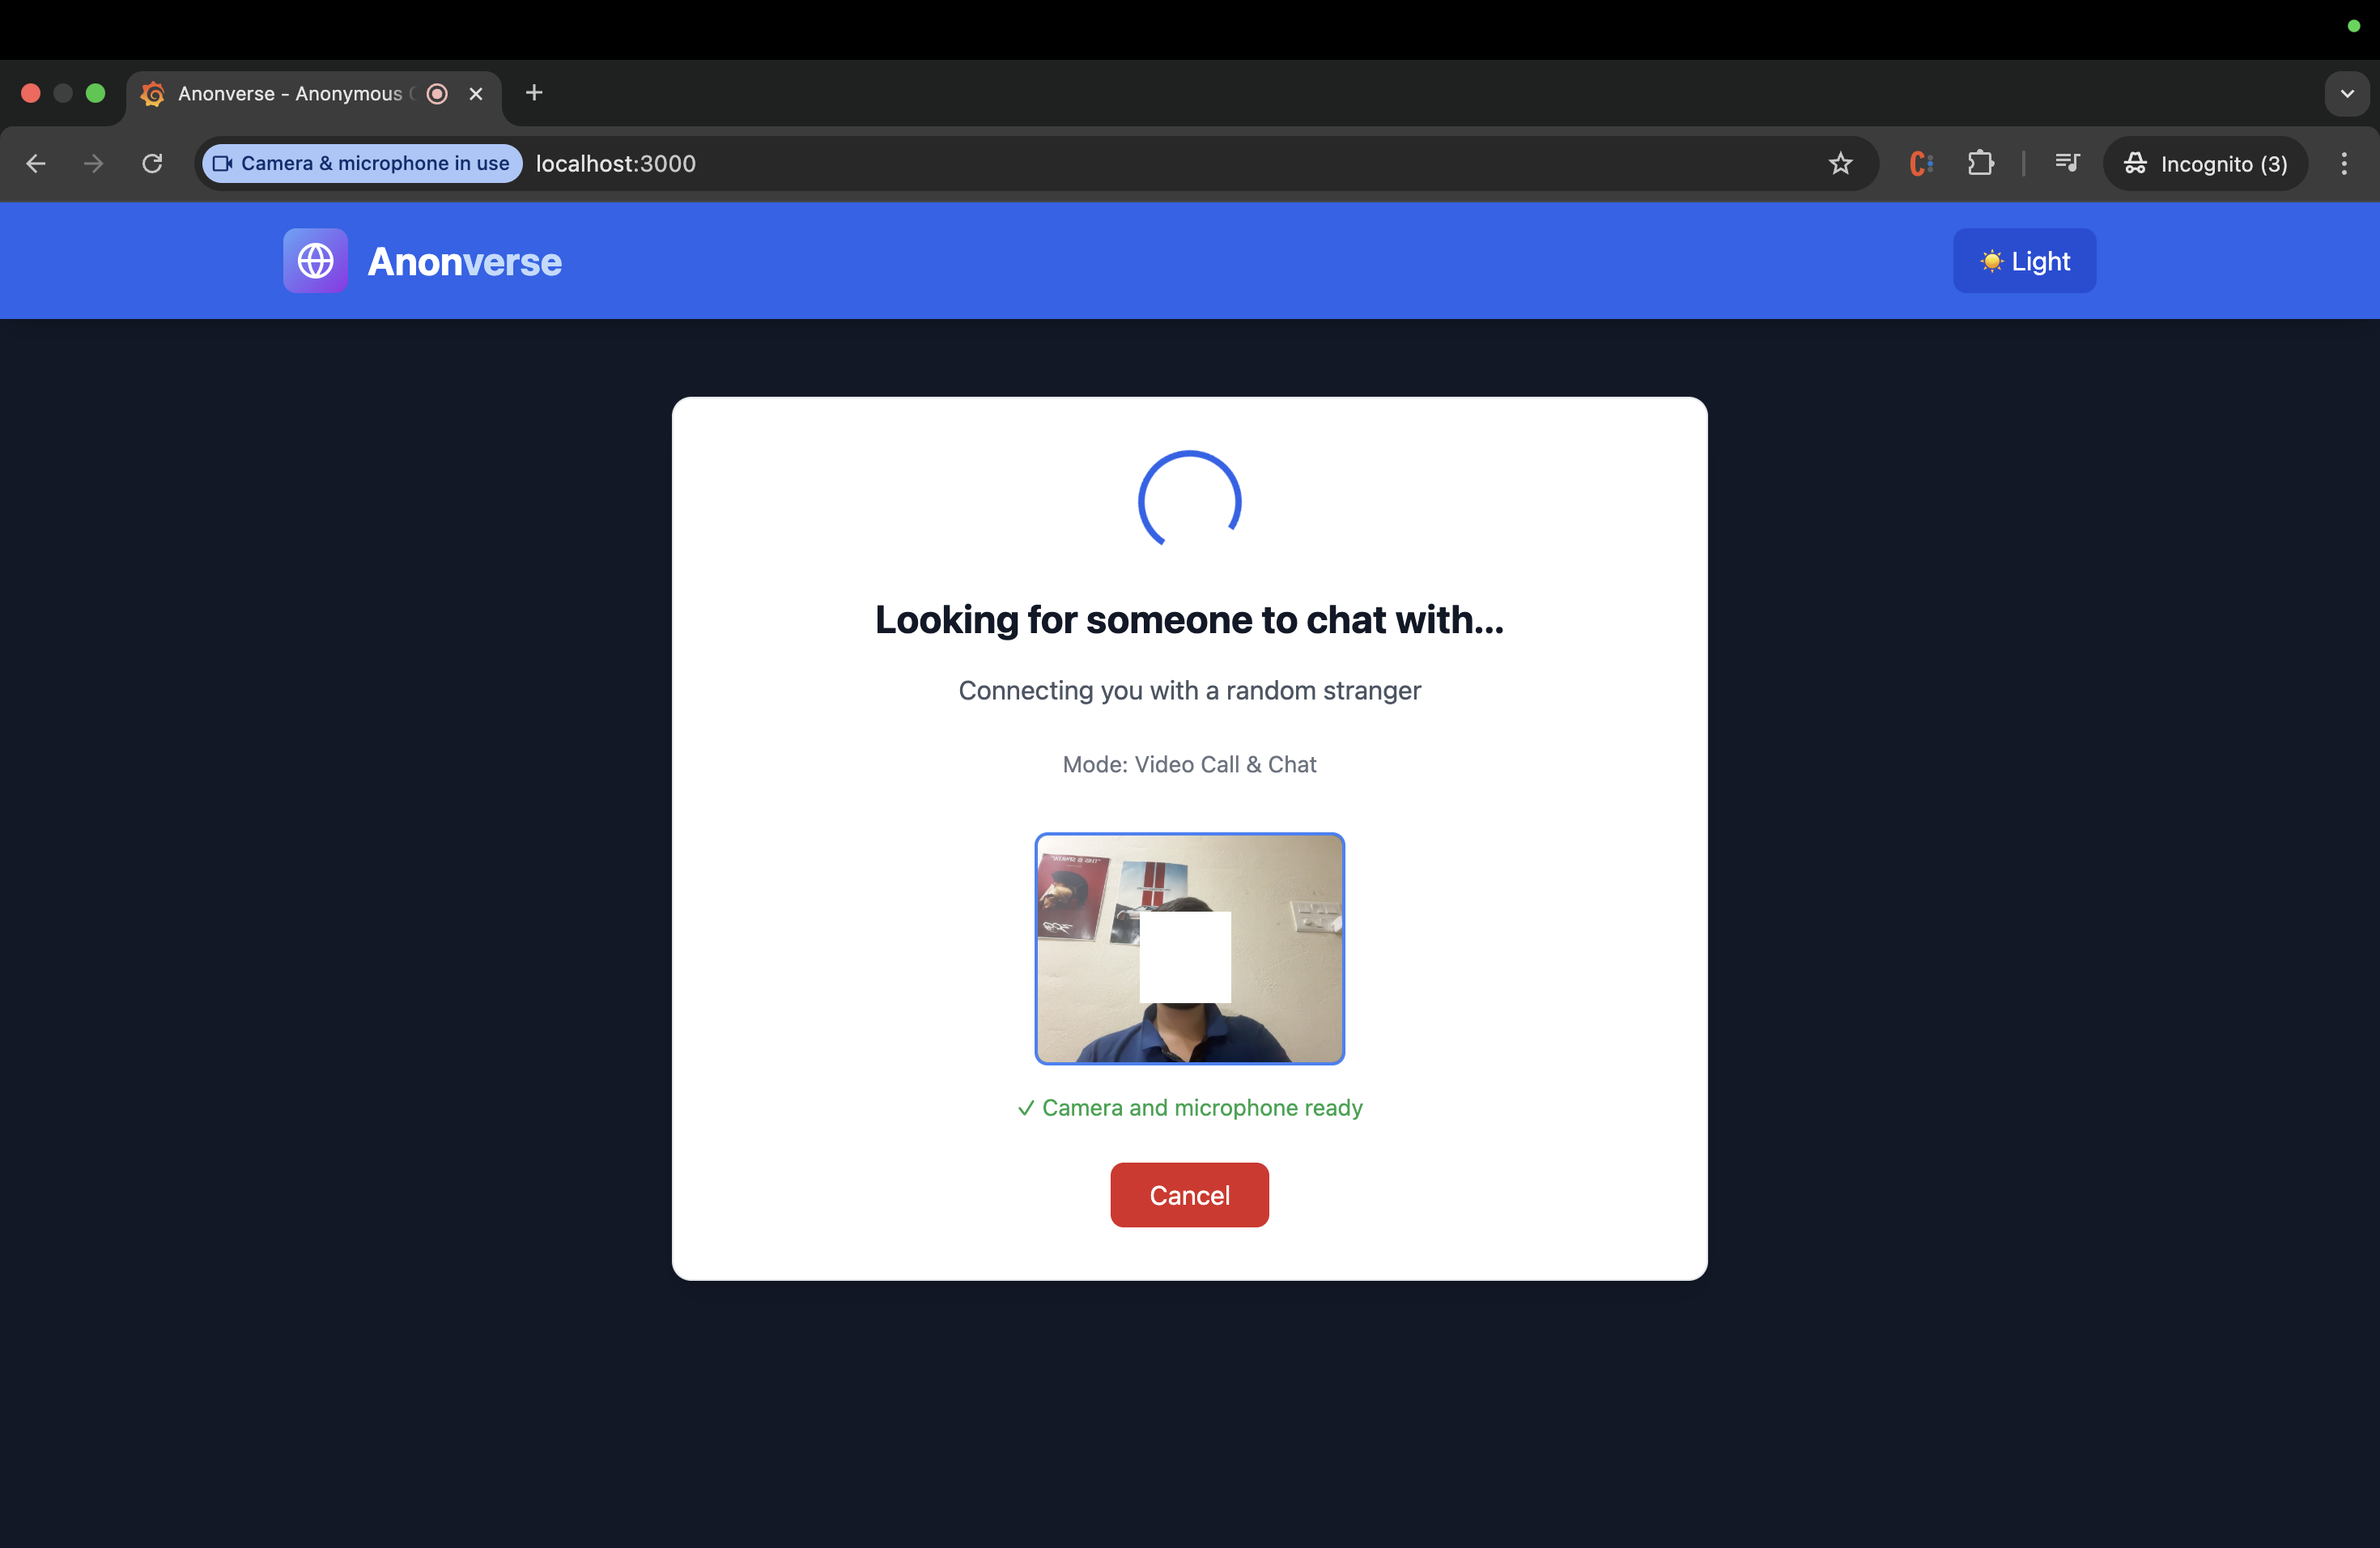 Anonverse - Anonymous
Camera & microphone in use
localhost:3000
Incognito (3)
Anonverse
☀️ Light
Looking for someone to chat with...
Connecting you with a random stranger
Mode: Video Call & Chat
✓ Camera and microphone ready
Cancel